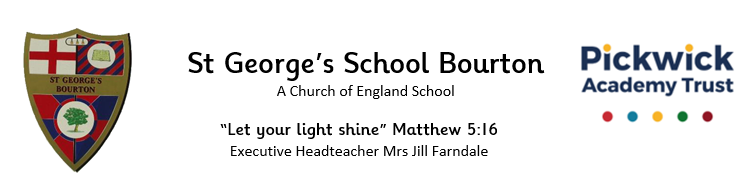 ST GEORGE'S
BOURTON
St George's School Bourton
A Church of England School
"Let your light shine" Matthew 5:16
Executive Headteacher Mrs Jill Farndale
Pickwick
Academy Trust